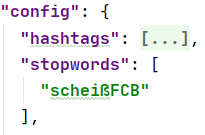 "config": {
"hashtags": [...],
"stopwords": [
"scheißFCB"
],